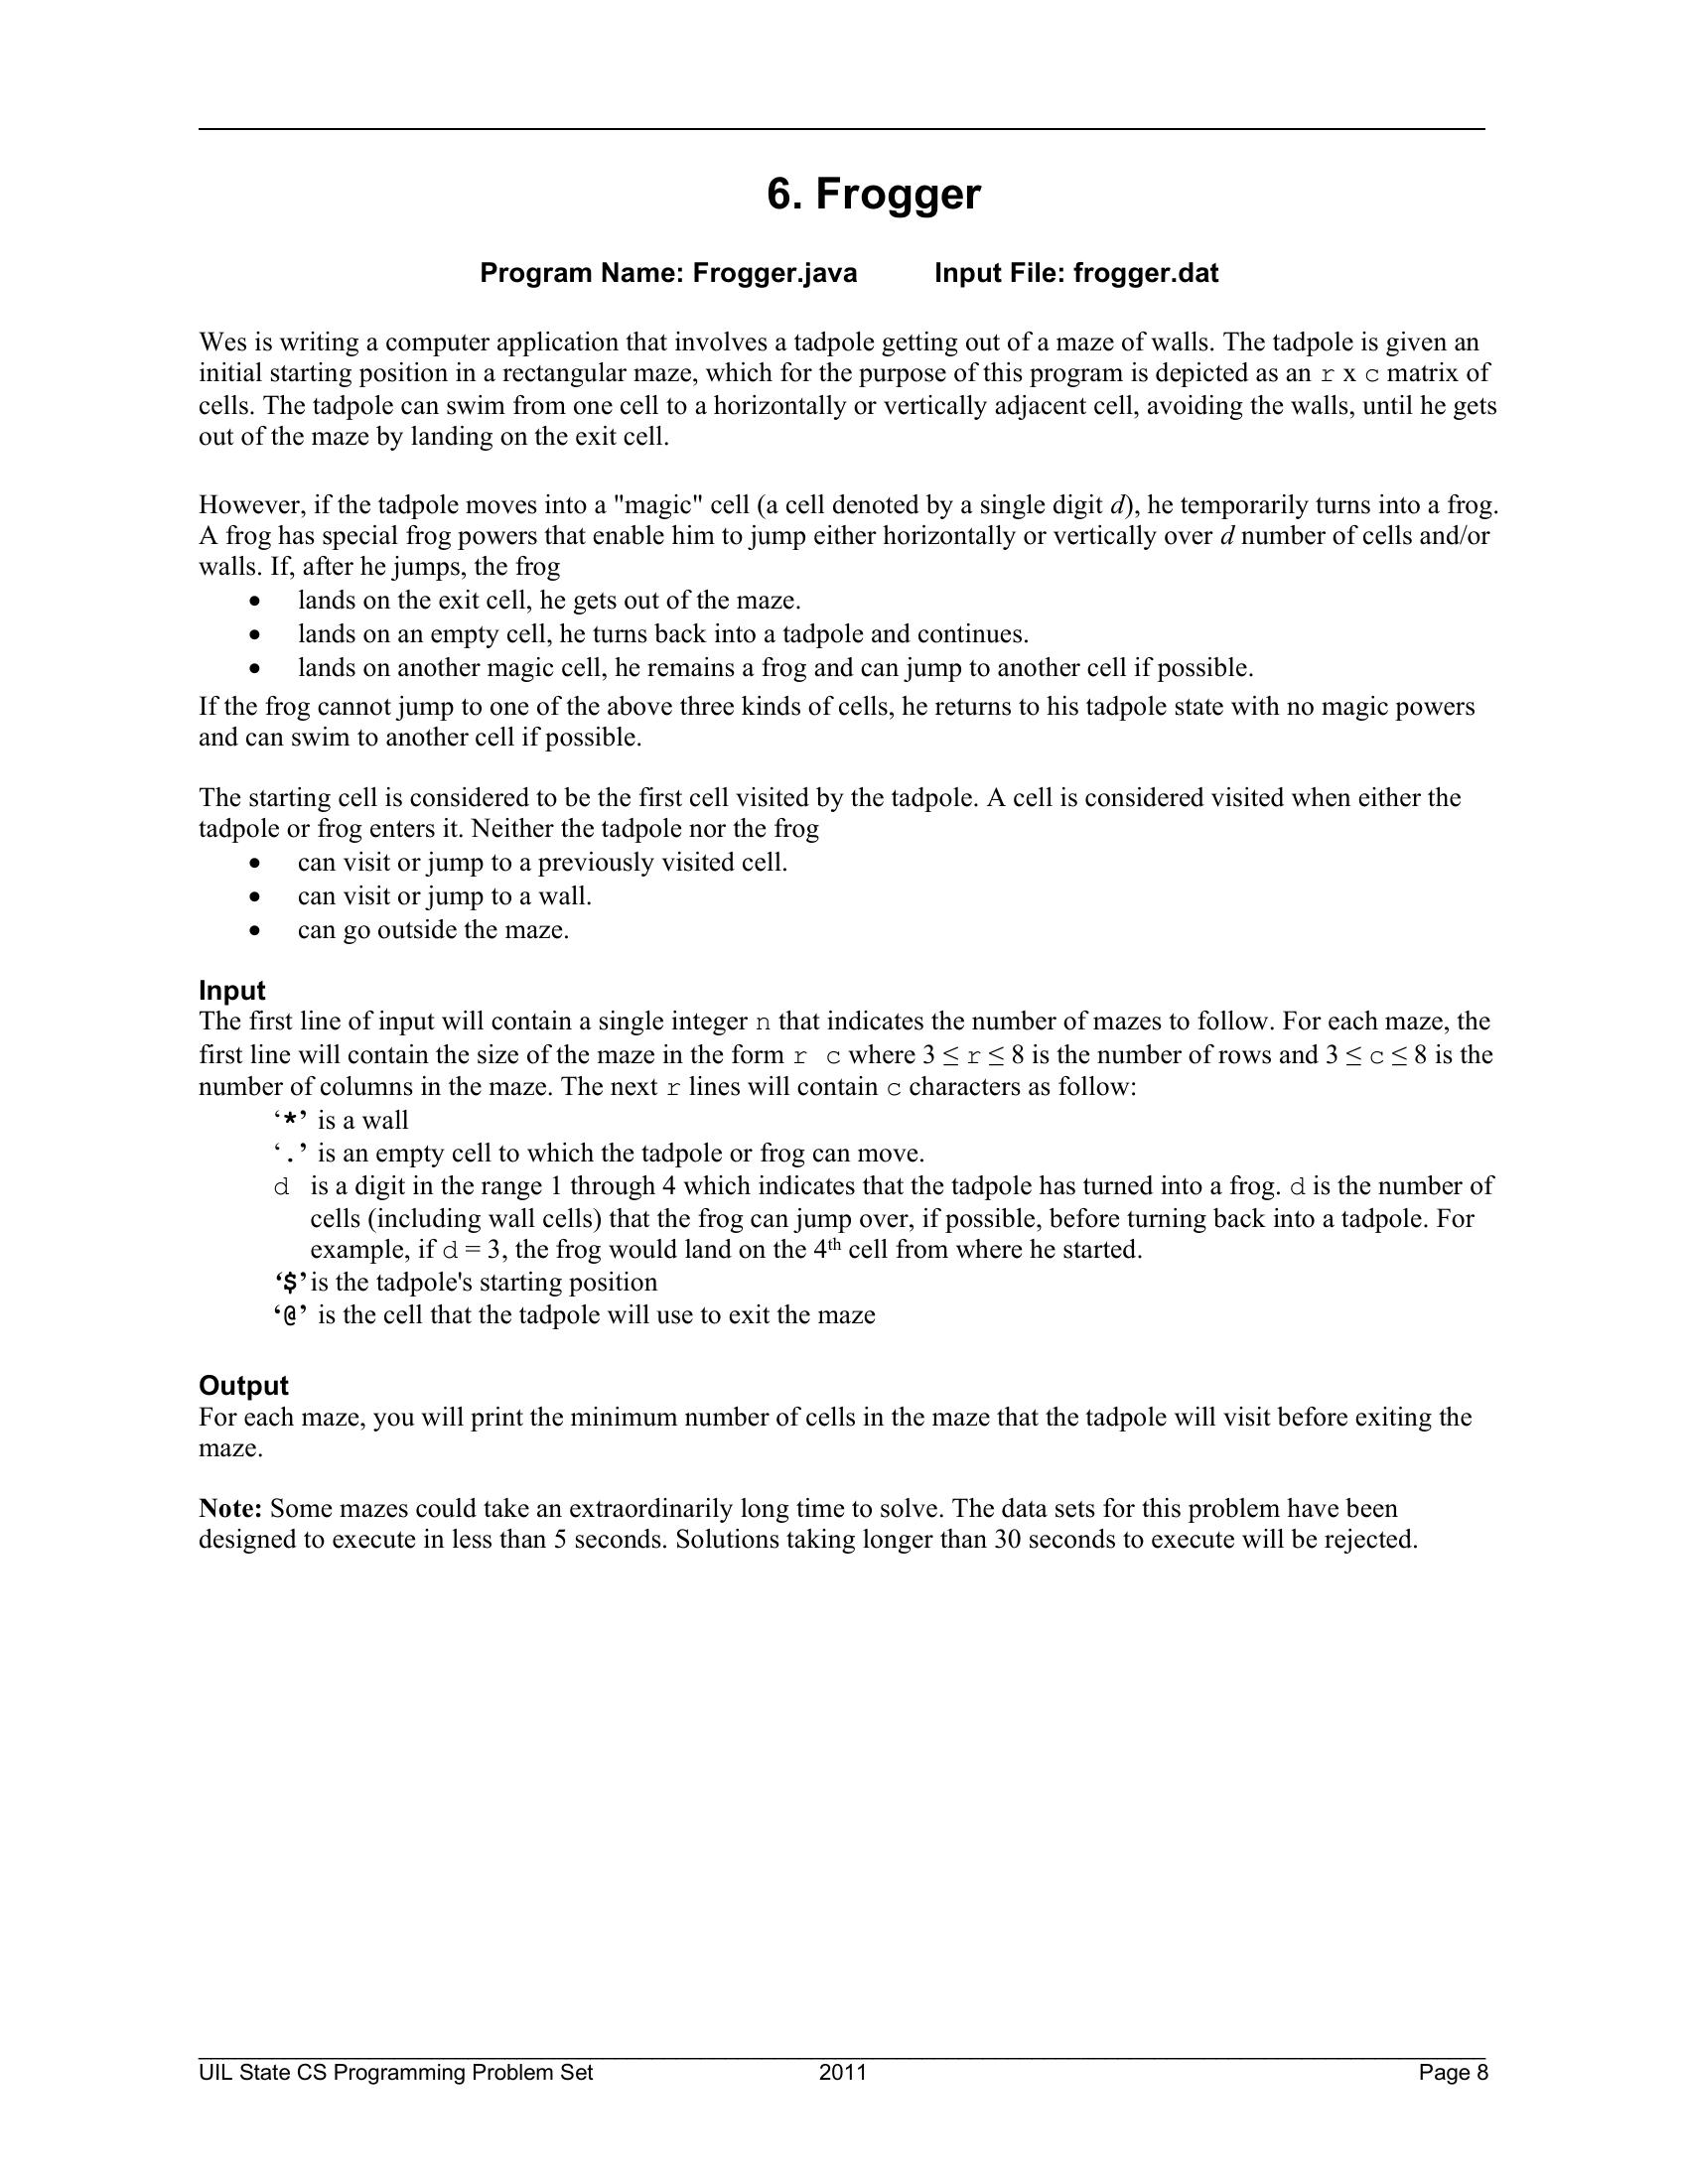 6. Frogger
Program Name: Frogger.java Input File: frogger.dat
Wes is writing a computer application that involves a tadpole getting out of a maze of walls. The tadpole is given an
initial starting position in a rectangular maze, which for the purpose of this program is depicted as an r x c matrix of
cells. The tadpole can swim from one cell to a horizontally or vertically adjacent cell, avoiding the walls, until he gets
out of the maze by landing on the exit cell.
However, if the tadpole moves into a "magic" cell (a cell denoted by a single digit d), he temporarily turns into a frog.
A frog has special frog powers that enable him to jump either horizontally or vertically over d number of cells and/or
walls. If, after he jumps, the frog
• lands on the exit cell, he gets out of the maze.
• lands on an empty cell, he turns back into a tadpole and continues.
• lands on another magic cell, he remains a frog and can jump to another cell if possible.
If the frog cannot jump to one of the above three kinds of cells, he returns to his tadpole state with no magic powers
and can swim to another cell if possible.
The starting cell is considered to be the first cell visited by the tadpole. A cell is considered visited when either the
tadpole or frog enters it. Neither the tadpole nor the frog
• can visit or jump to a previously visited cell.
• can visit or jump to a wall.
• can go outside the maze.
Input
The first line of input will contain a single integer n that indicates the number of mazes to follow. For each maze, the
first line will contain the size of the maze in the form r c where 3 ≤ r ≤ 8 is the number of rows and 3 ≤ c ≤ 8 is the
number of columns in the maze. The next r lines will contain c characters as follow:
‘*’ is a wall
‘.’ is an empty cell to which the tadpole or frog can move.
d is a digit in the range 1 through 4 which indicates that the tadpole has turned into a frog. d is the number of
cells (including wall cells) that the frog can jump over, if possible, before turning back into a tadpole. For
example, if d = 3, the frog would land on the 4th cell from where he started.
‘$’is the tadpole's starting position
‘@’ is the cell that the tadpole will use to exit the maze
Output
For each maze, you will print the minimum number of cells in the maze that the tadpole will visit before exiting the
maze.
Note: Some mazes could take an extraordinarily long time to solve. The data sets for this problem have been
designed to execute in less than 5 seconds. Solutions taking longer than 30 seconds to execute will be rejected.
UIL State CS Programming Problem Set 2011 Page 8